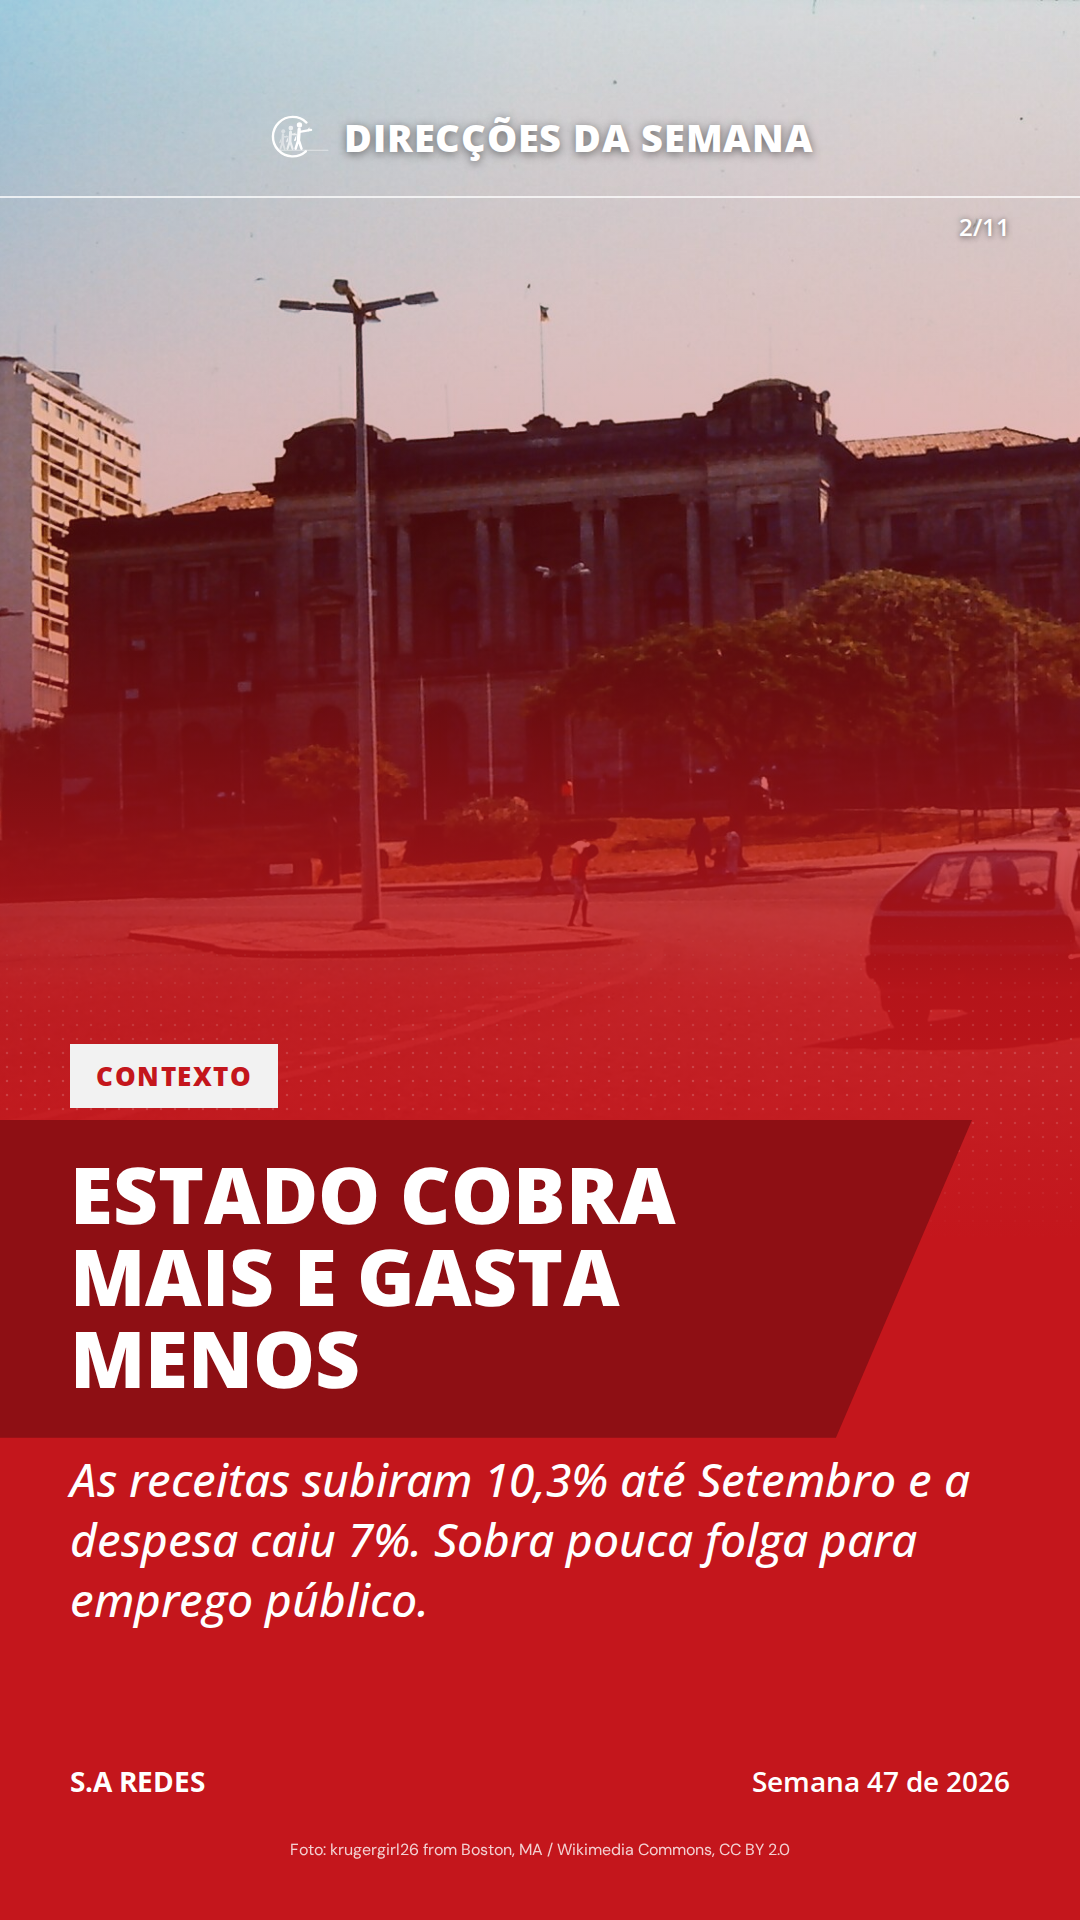 DIRECÇÕES DA SEMANA
2/11
CONTEXTO
ESTADO COBRA
MAIS E GASTA
MENOS
As receitas subiram 10,3% até Setembro e a
despesa caiu 7%. Sobra pouca folga para
emprego público.
S.A REDES
Semana 47 de 2026
Foto: krugergirl26 from Boston, MA / Wikimedia Commons, CC BY 2.0